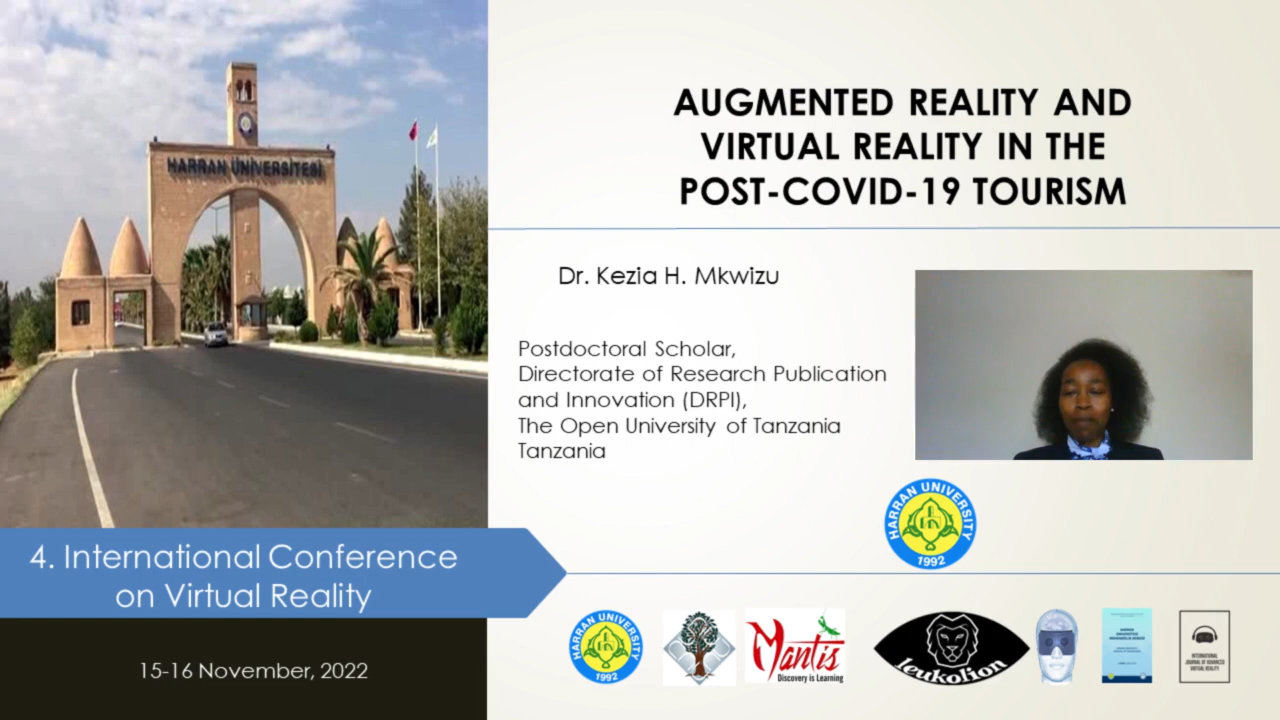 HARRAN ÜNİVERSİTESİ
AUGMENTED REALITY AND
VIRTUAL REALITY IN THE
POST-COVID-19 TOURISM
Dr. Kezia H. Mkwizu
Postdoctoral Scholar,
Directorate of Research Publication
and Innovation (DRPI),
The Open University of Tanzania
Tanzania
HARRAN UNIVERSITY
1992
4. International Conference
on Virtual Reality
15-16 November, 2022
HARRAN UNIVERSITY
1992
Mantis
Discovery is Learning
leukolion
INTERNATIONAL
JOURNAL OF ADVANCED
VIRTUAL REALITY